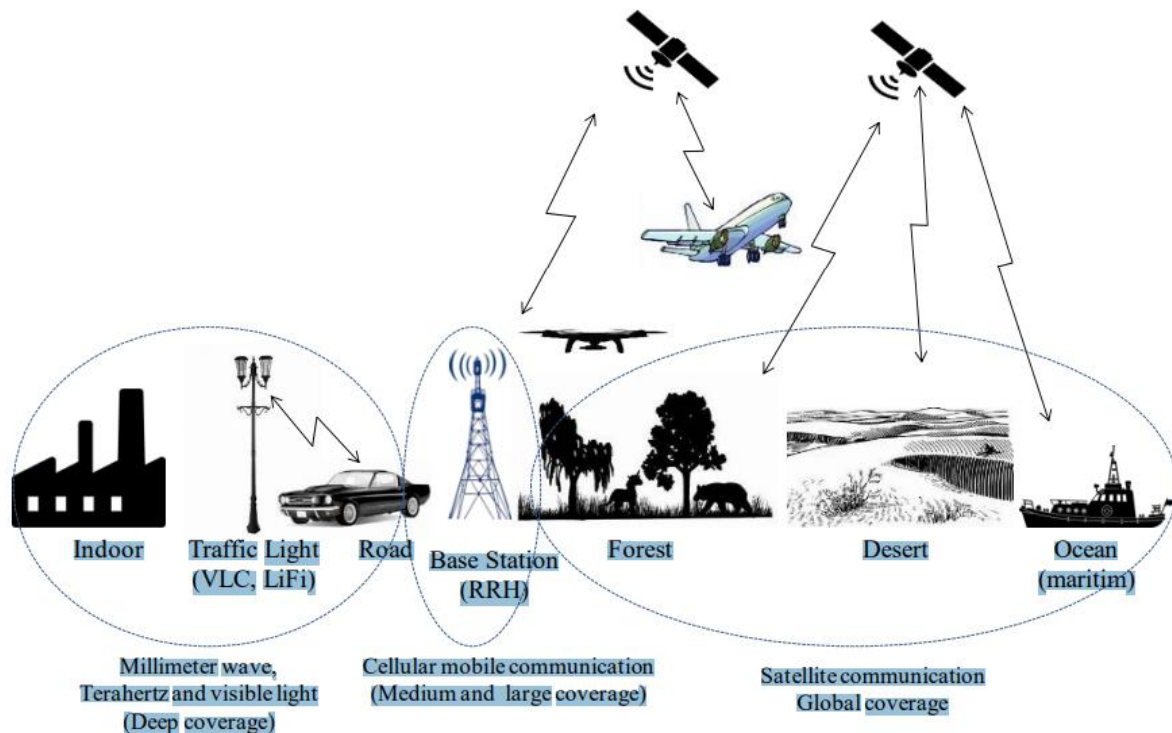 Indoor
Traffic Light
(VLC, LiFi)
Road
Base Station
(RRH)
Forest
Desert
Ocean
(maritim)
Millimeter wave,
Terahertz and visible light
(Deep coverage)
Cellular mobile communication
(Medium and large coverage)
Satellite communication
Global coverage